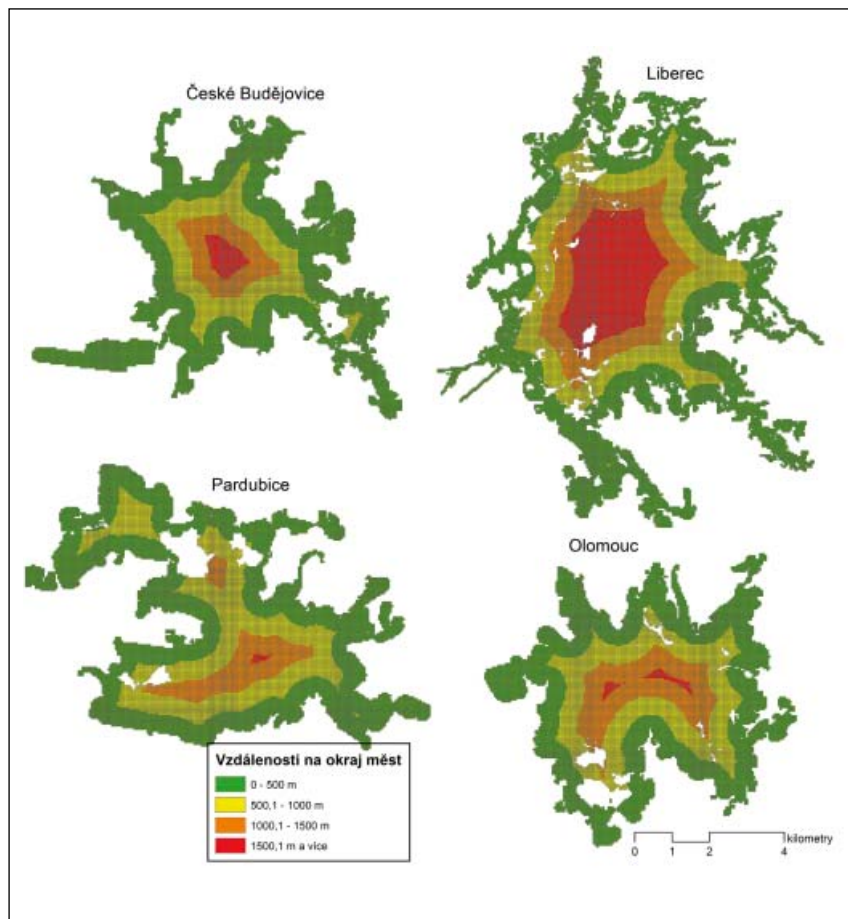 České Budějovice
Liberec
Pardubice
Olomouc
Vzdálenosti na okraj měst
0 - 500 m
500,1 - 1000 m
1000,1 - 1500 m
1500,1 m a více
kilometry
0 1 2 4